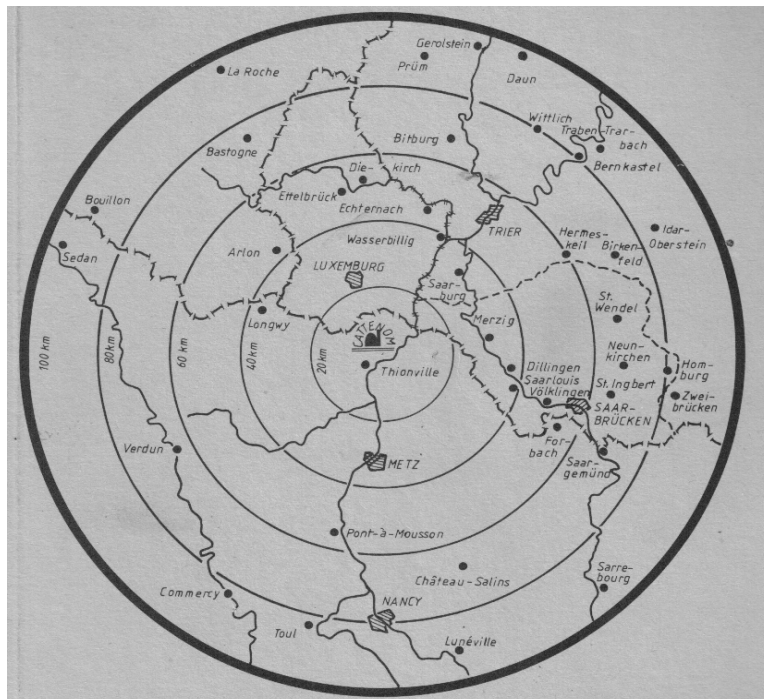 Gerolstein
Prüm
Daun
La Roche
Wittlich
Traben-Trar-
bach
Bitburg
Bernkastel
Bastogne
Die-
kirch
Ettelbrück
Echternach
Bouillon
TRIER
Idar-
Oberstein
Hermes-
keil
Birken-
feld
Wasserbillig
Sedan
Arlon
LUXEMBURG
Saar-
burg
St.
Wendel
Longwy
Merzig
CATTENOM
100 km
80 km
60 km
40 km
20 km
Thionville
Neun-
kirchen
Hom-
burg
Dillingen
Saarlouis
Völklingen
St. Ingbert
Zwei-
brücken
SAAR-
BRÜCKEN
For-
bach
Verdun
METZ
Saar-
gemünd
Pont-à-Mousson
Château-Salins
Sarre-
bourg
Commercy
NANCY
Toul
Lunéville